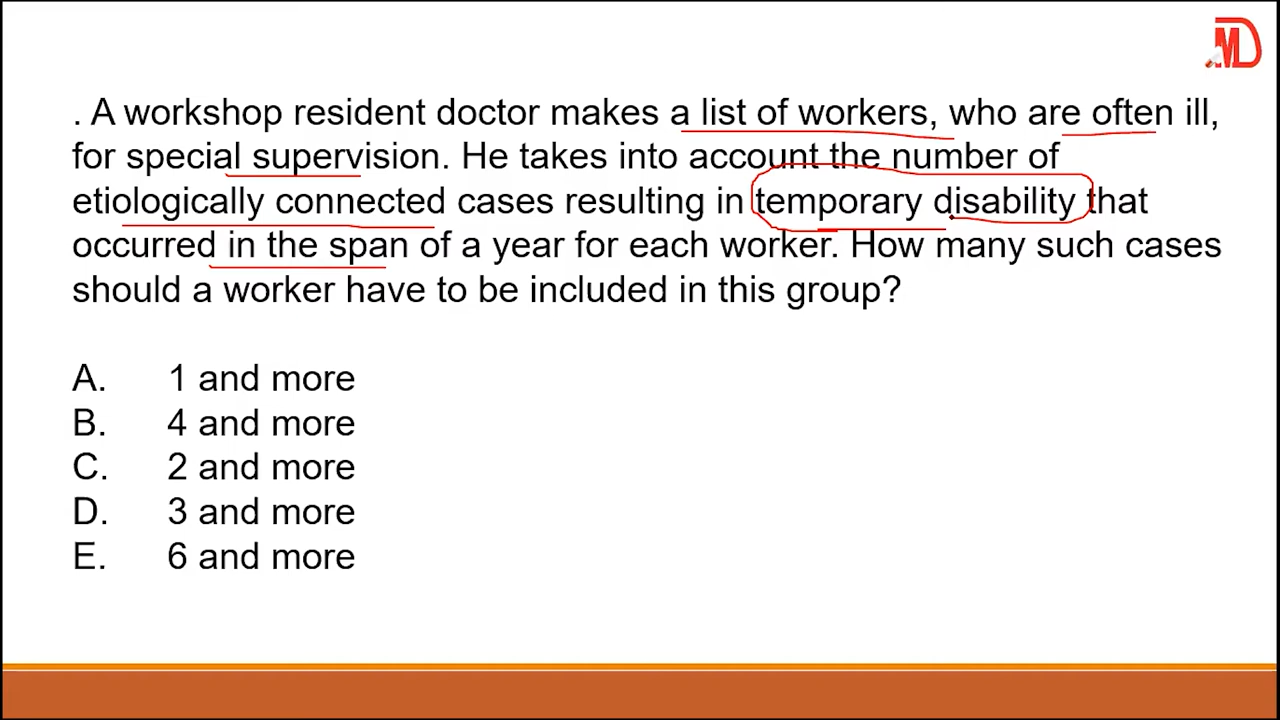 MD
. A workshop resident doctor makes a list of workers, who are often ill,
for special supervision. He takes into account the number of
etiologically connected cases resulting in temporary disability that
occurred in the span of a year for each worker. How many such cases
should a worker have to be included in this group?
A. 1 and more
B. 4 and more
C. 2 and more
D. 3 and more
E. 6 and more